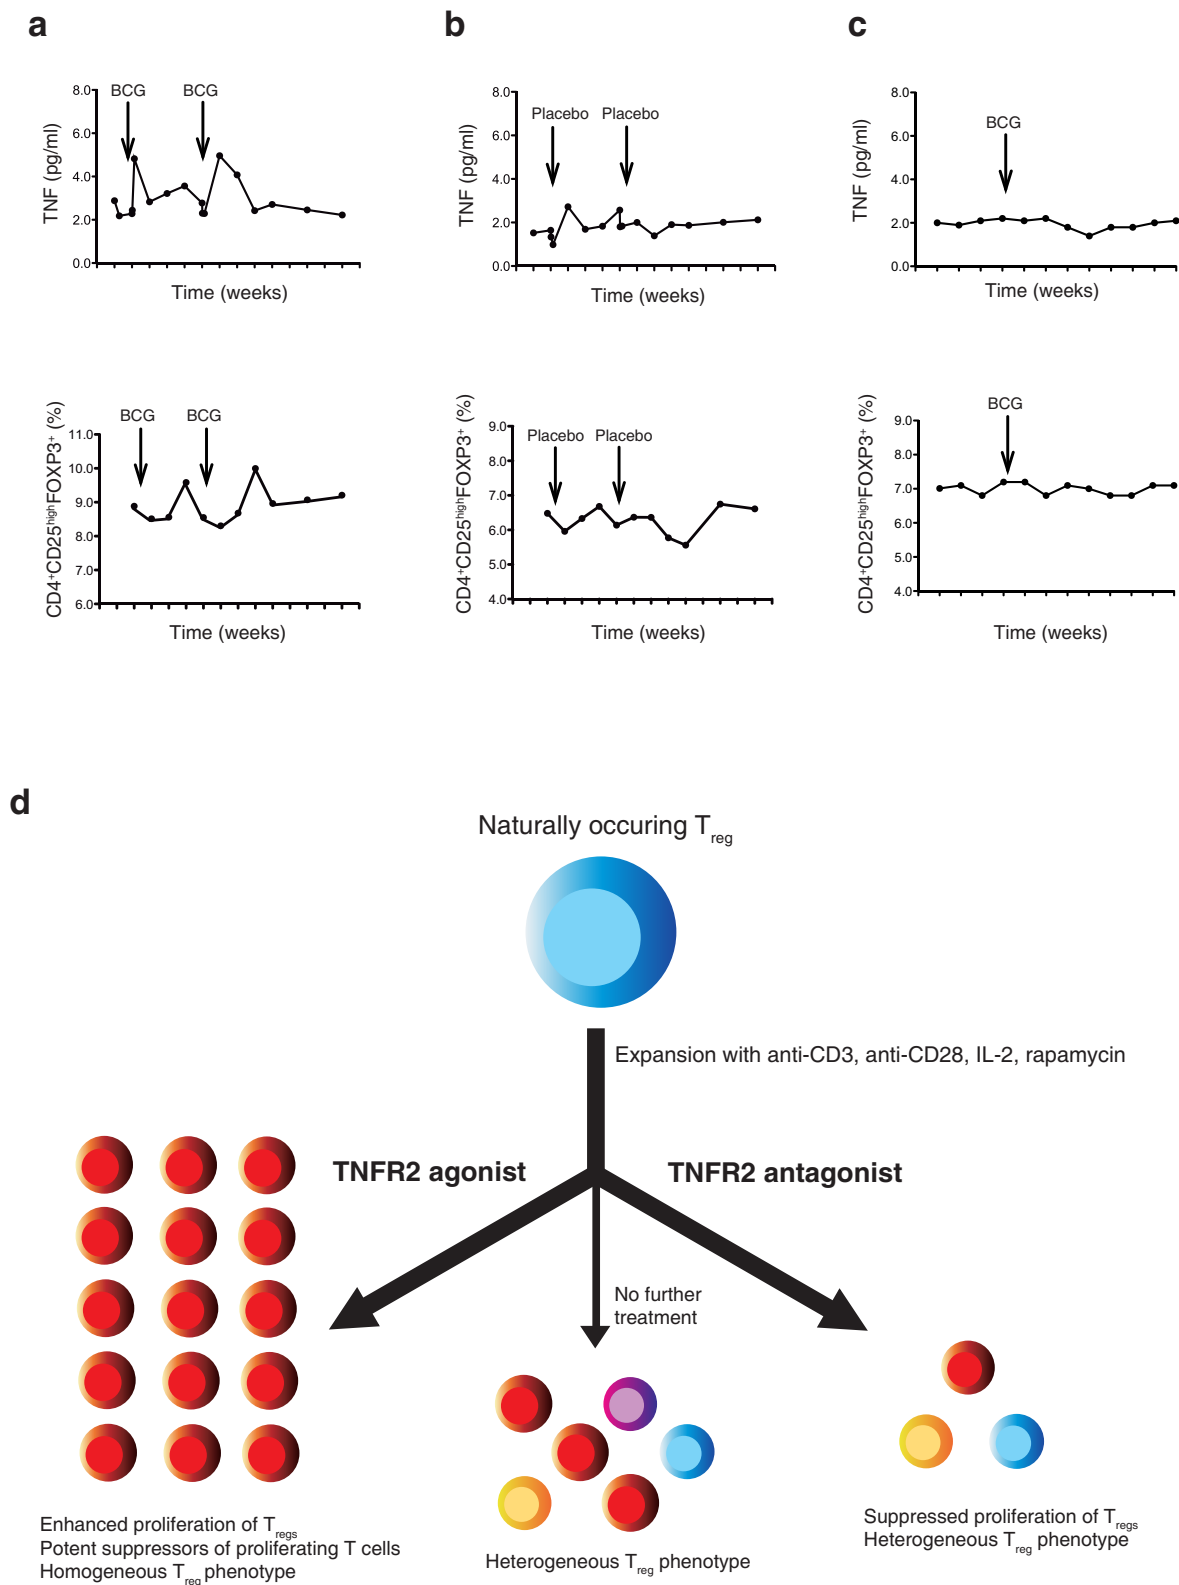 a
BCG
BCG
8.0
6.0
4.0
2.0
0.0
TNF (pg/ml)
Time (weeks)
b
Placebo
Placebo
8.0
6.0
4.0
2.0
0.0
TNF (pg/ml)
Time (weeks)
c
BCG
8.0
6.0
4.0
2.0
0.0
TNF (pg/ml)
Time (weeks)
BCG
BCG
11.0
10.0
9.0
8.0
6.0
CD4⁺CD25ʰⁱᵍʰFOXP3⁺ (%)
Time (weeks)
Placebo
Placebo
9.0
8.0
7.0
6.0
5.0
4.0
CD4⁺CD25ʰⁱᵍʰFOXP3⁺ (%)
Time (weeks)
BCG
9.0
8.0
7.0
6.0
5.0
4.0
CD4⁺CD25ʰⁱᵍʰFOXP3⁺ (%)
Time (weeks)
d
Naturally occuring Treg
Expansion with anti-CD3, anti-CD28, IL-2, rapamycin
TNFR2 agonist
TNFR2 antagonist
No further
treatment
Enhanced proliferation of Tregs
Potent suppressors of proliferating T cells
Homogeneous Treg phenotype
Heterogeneous Treg phenotype
Suppressed proliferation of Tregs
Heterogeneous Treg phenotype